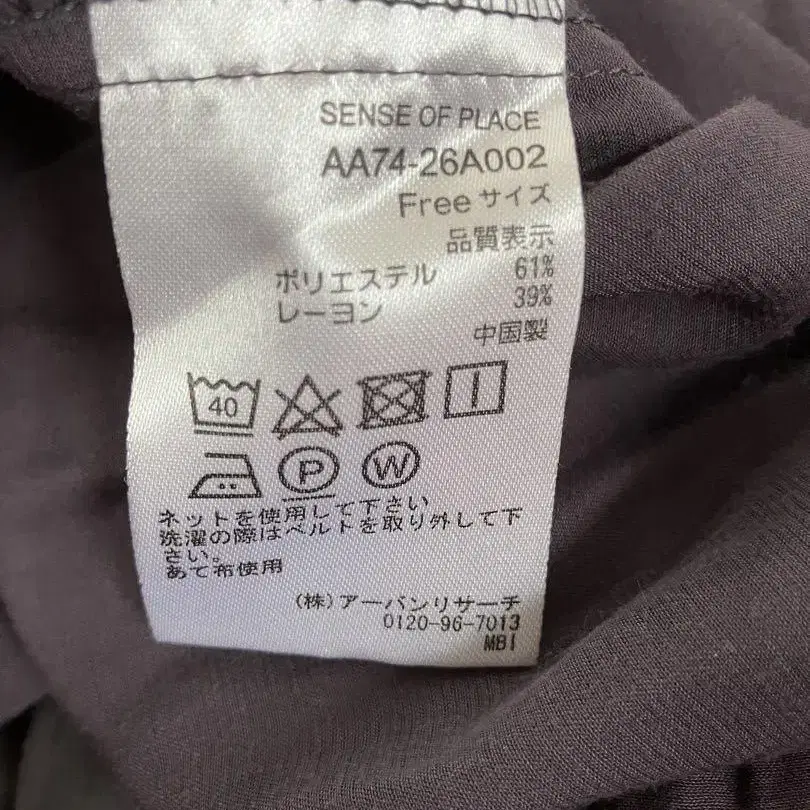 SENSE OF PLACE
AA74-26A002
Free サイズ
品質表示
ポリエステル 61%
レーヨン 39%
中国製
40
P W
ネットを使用して下さい
洗濯の際はベルトを取り外して下
さい。
あて布使用
(株)アーバンリサーチ
0120-96-7013
MBI